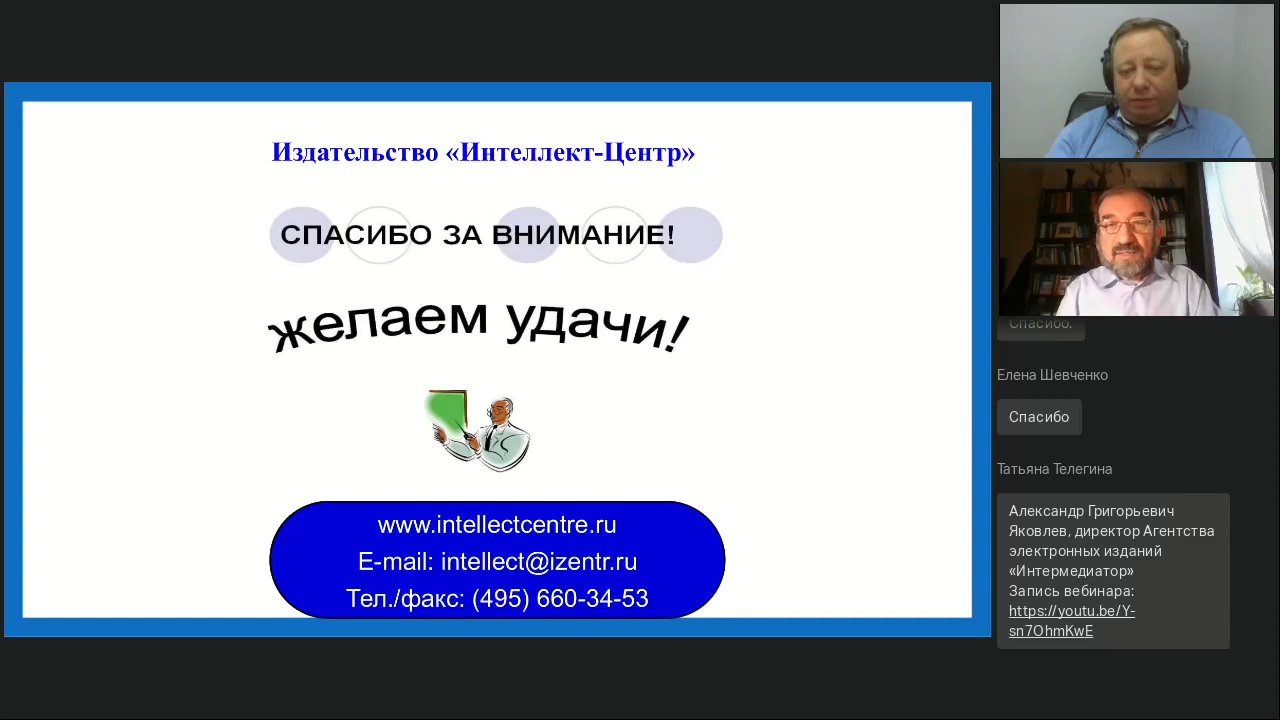 Издательство «Интеллект-Центр»
СПАСИБО ЗА ВНИМАНИЕ!
желаем удачи!
www.intellectcentre.ru
E-mail: intellect@izentr.ru
Тел./факс: (495) 660-34-53
Спасибо.
Елена Шевченко
Спасибо
Татьяна Телегина
Александр Григорьевич
Яковлев, директор Агентства
электронных изданий
«Интермедиатор»
Запись вебинара:
https://youtu.be/Y-
sn7OhmKwE